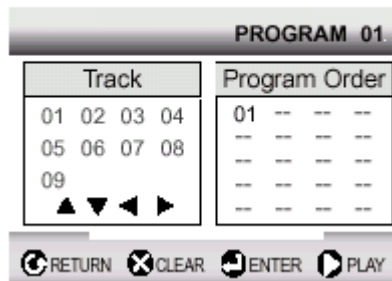 PROGRAM 01
Track
01 02 03 04
05 06 07 08
09
Program Order
01 -- -- --
-- -- -- --
-- -- -- --
-- -- -- --
-- -- -- --
RETURN CLEAR ENTER PLAY